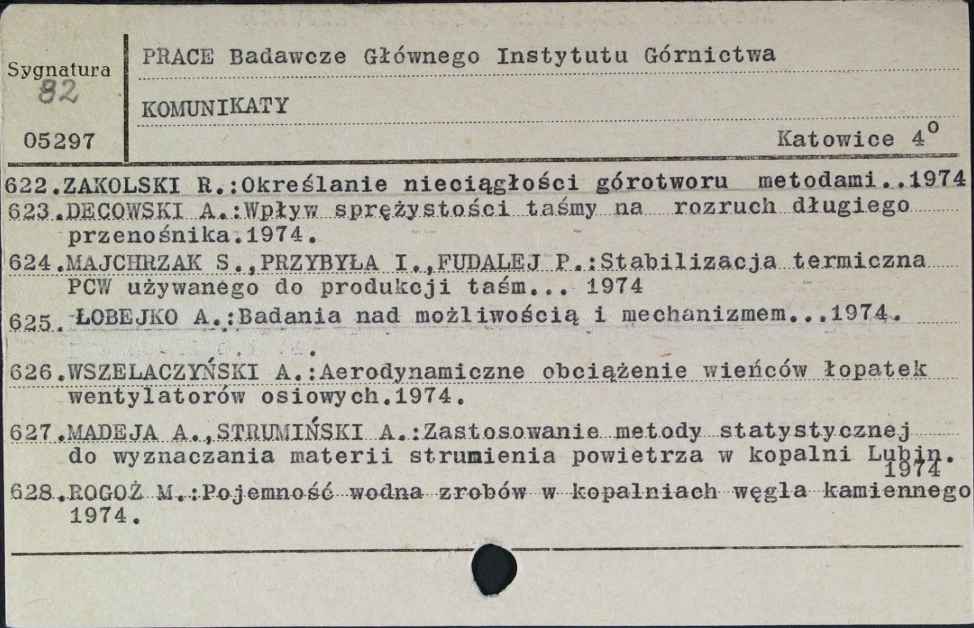 PRACE Badawcze Głównego Instytutu Górnictwa
Sygnatura
82
KOMUNIKATY
05297
Katowice 4°
622.ZAKOLSKI R.:Określanie nieciągłości górotworu metodami..1974
623.DECOWSKI A.:Wpływ sprężystości taśmy na rozruch długiego
przenośnika.1974.
624.MAJCHRZAK S.,PRZYBYŁA I.,FUDALEJ P.:Stabilizacja termiczna
PCW używanego do produkcji taśm... 1974
625. ŁOBEJKO A.:Badania nad możliwością i mechanizmem...1974.
626.WSZELACZYŃSKI A.:Aerodynamiczne obciążenie wieńców łopatek
wentylatorów osiowych.1974.
627.MADEJA A.,STRUMIŃSKI A.:Zastosowanie metody statystycznej
do wyznaczania materii strumienia powietrza w kopalni Lubin.
1974
628.ROGOŻ M.:Pojemność wodna zrobów w kopalniach węgla kamiennego
1974.